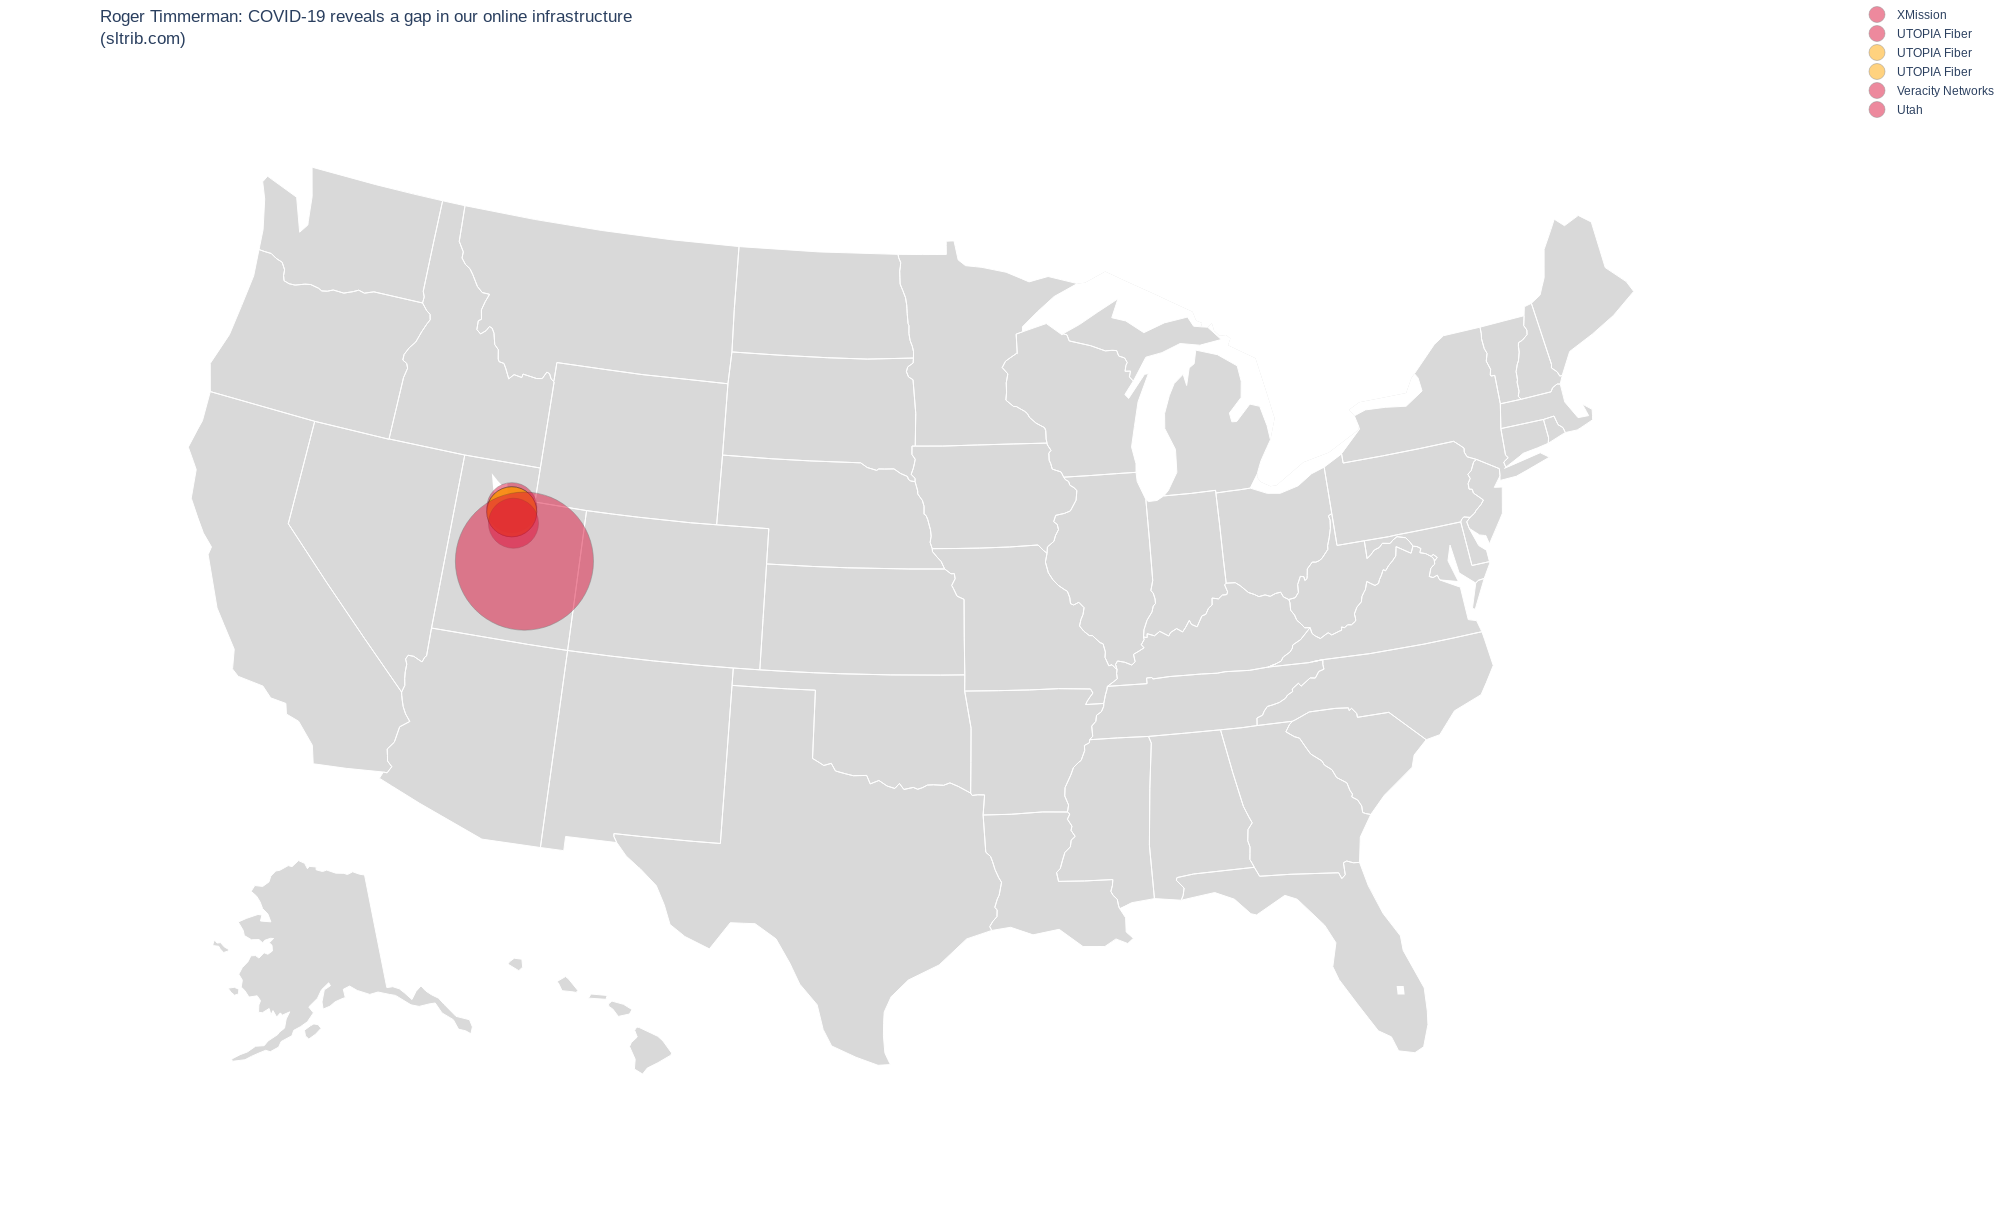 Roger Timmerman: COVID-19 reveals a gap in our online infrastructure
(sltrib.com)
XMission
UTOPIA Fiber
UTOPIA Fiber
UTOPIA Fiber
Veracity Networks
Utah